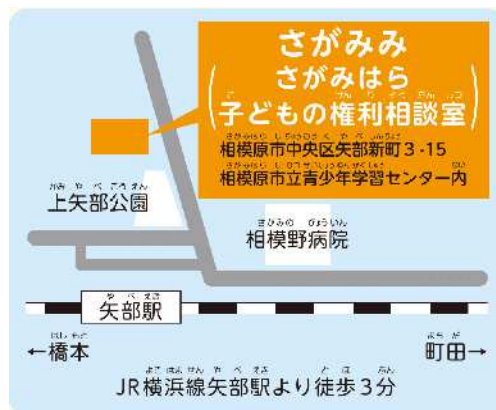 さがみみ
さがみはら
(子どもの権利相談室)
相模原市中央区矢部新町3-15
相模原市立青少年学習センター内
上矢部公園
相模野病院
矢部駅
←橋本
町田→
JR横浜線矢部駅より徒歩3分